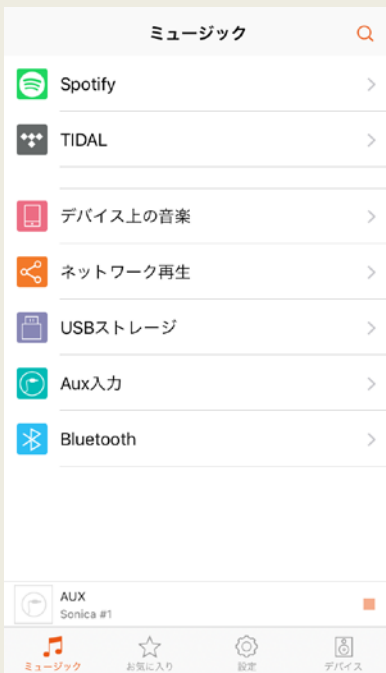 ミュージック
Spotify
TIDAL
デバイス上の音楽
ネットワーク再生
USBストレージ
Aux入力
Bluetooth
AUX
Sonica #1
ミュージック
お気に入り
設定
デバイス